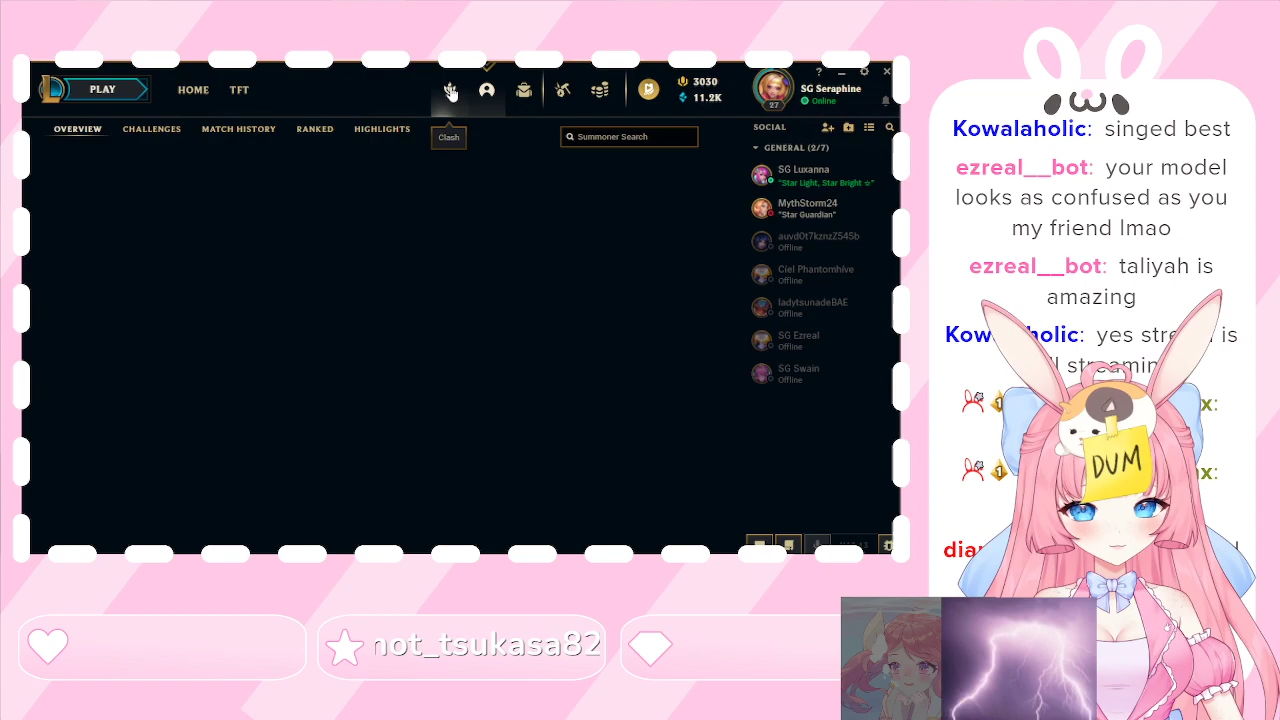 PLAY
HOME
TFT
3030
11.2K
?
SG Seraphine
Online
27
OVERVIEW
CHALLENGES
MATCH HISTORY
RANKED
HIGHLIGHTS
Clash
Summoner Search
SOCIAL
GENERAL (2/7)
SG Luxanna
"Star Light, Star Bright ☆"
MythStorm24
"Star Guardian"
auvd0t7kznzZ545b
Offline
Ciel Phantomhive
Offline
ladytsunadeBAE
Offline
SG Ezreal
Offline
SG Swain
Offline
Kowalaholic: singed best
ezreal__bot: your model
looks as confused as you
my friend lmao
ezreal__bot: taliyah is
amazing
yes
is
DUM
not_tsukasa82